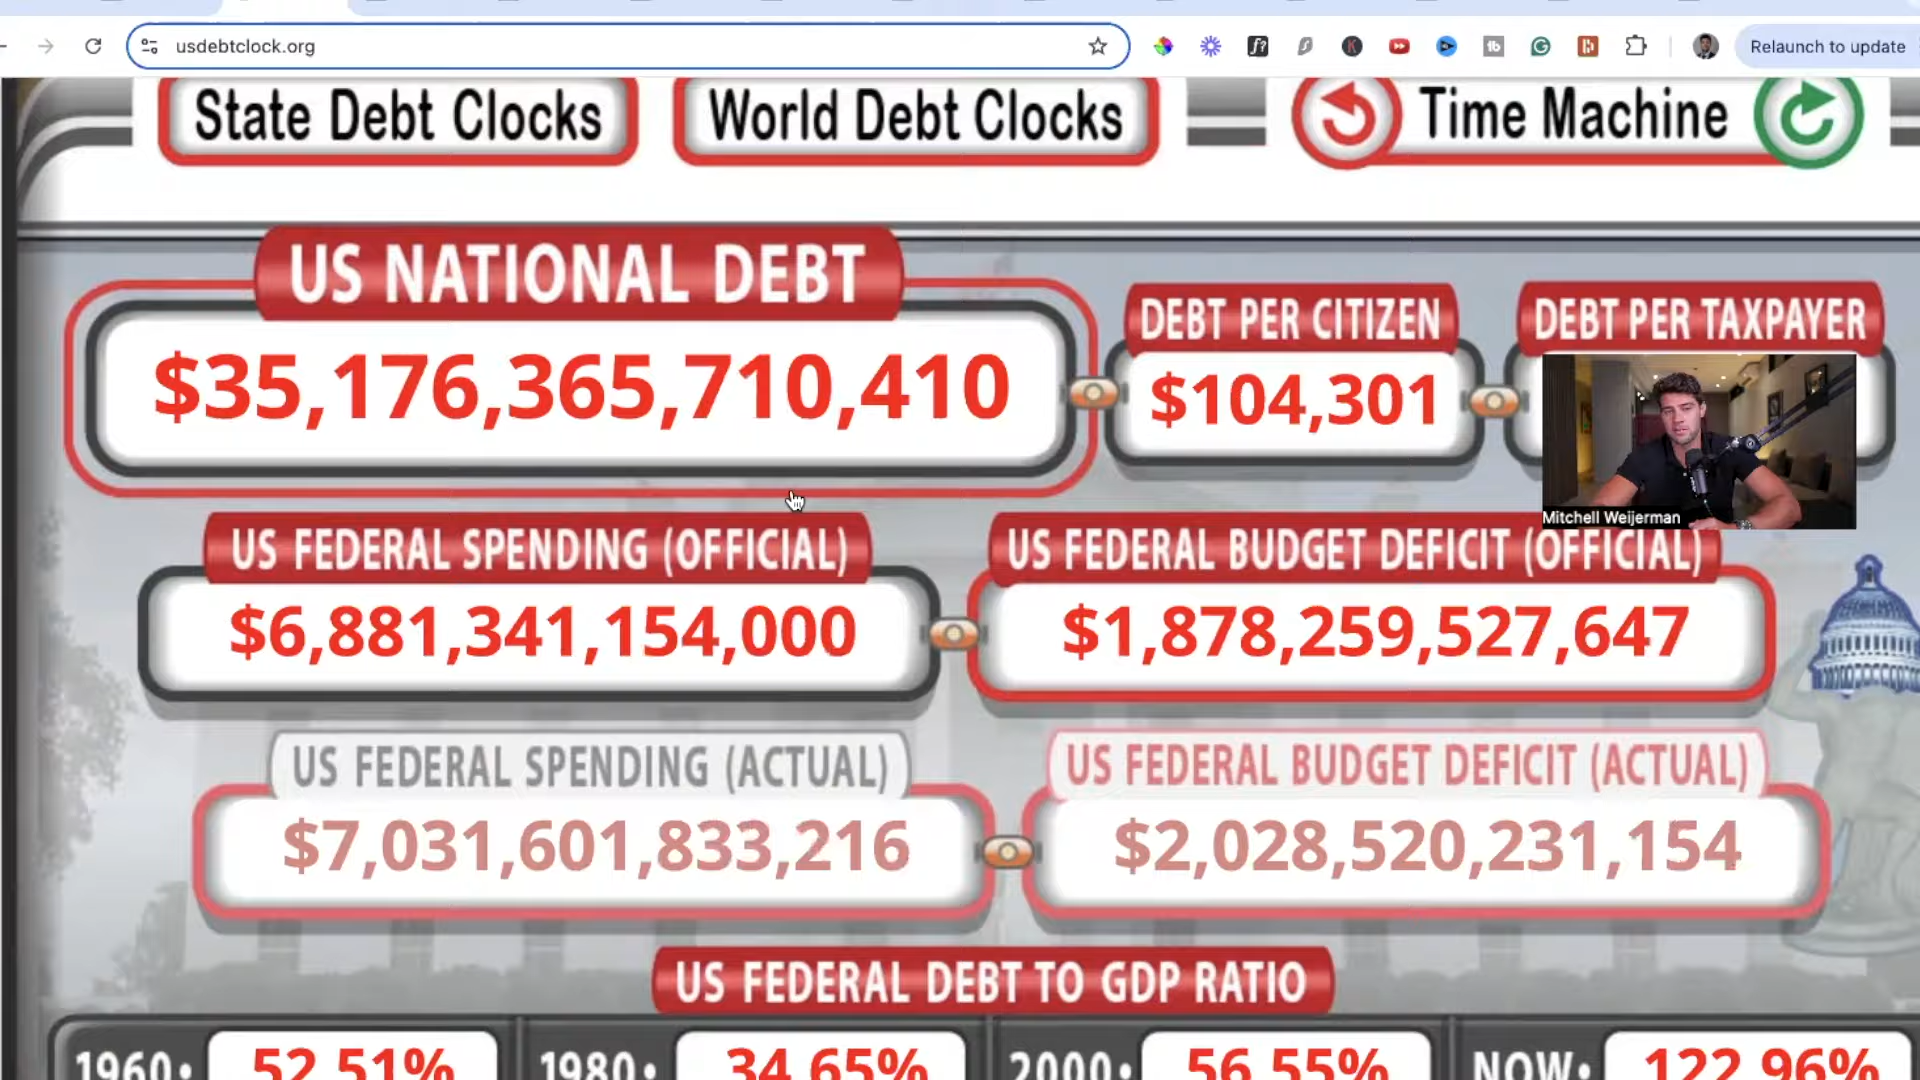 usdebtclock.org
Relaunch to update
State Debt Clocks
World Debt Clocks
Time Machine
US NATIONAL DEBT
$35,176,365,710,410
DEBT PER CITIZEN
$104,301
DEBT PER TAXPAYER
Mitchell Weijerman
US FEDERAL SPENDING (OFFICIAL)
$6,881,341,154,000
US FEDERAL BUDGET DEFICIT (OFFICIAL)
$1,878,259,527,647
US FEDERAL SPENDING (ACTUAL)
$7,031,601,833,216
US FEDERAL BUDGET DEFICIT (ACTUAL)
$2,028,520,231,154
US FEDERAL DEBT TO GDP RATIO
1960: 52.51% 1980: 34.65% 2000: 56.55% NOW: 122.96%